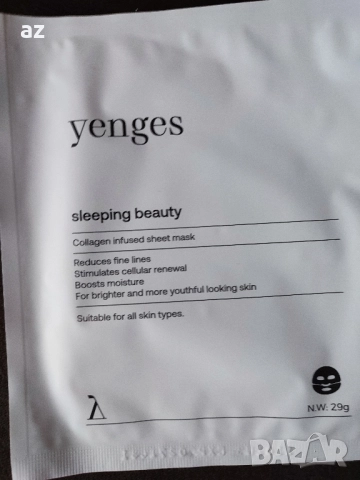 az
yenges
sleeping beauty
Collagen infused sheet mask
Reduces fine lines
Stimulates cellular renewal
Boosts moisture
For brighter and more youthful looking skin
Suitable for all skin types.
λ
N.W: 29g
BAZAR